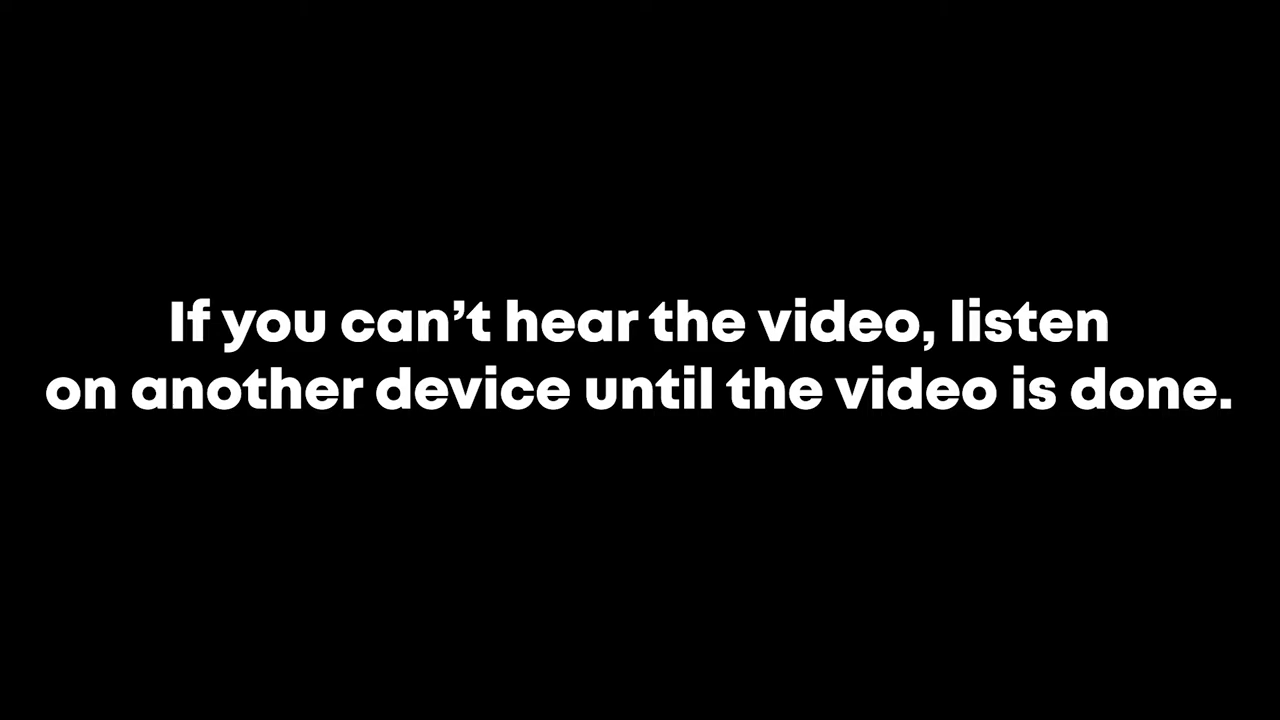 If you can’t hear the video, listen
on another device until the video is done.